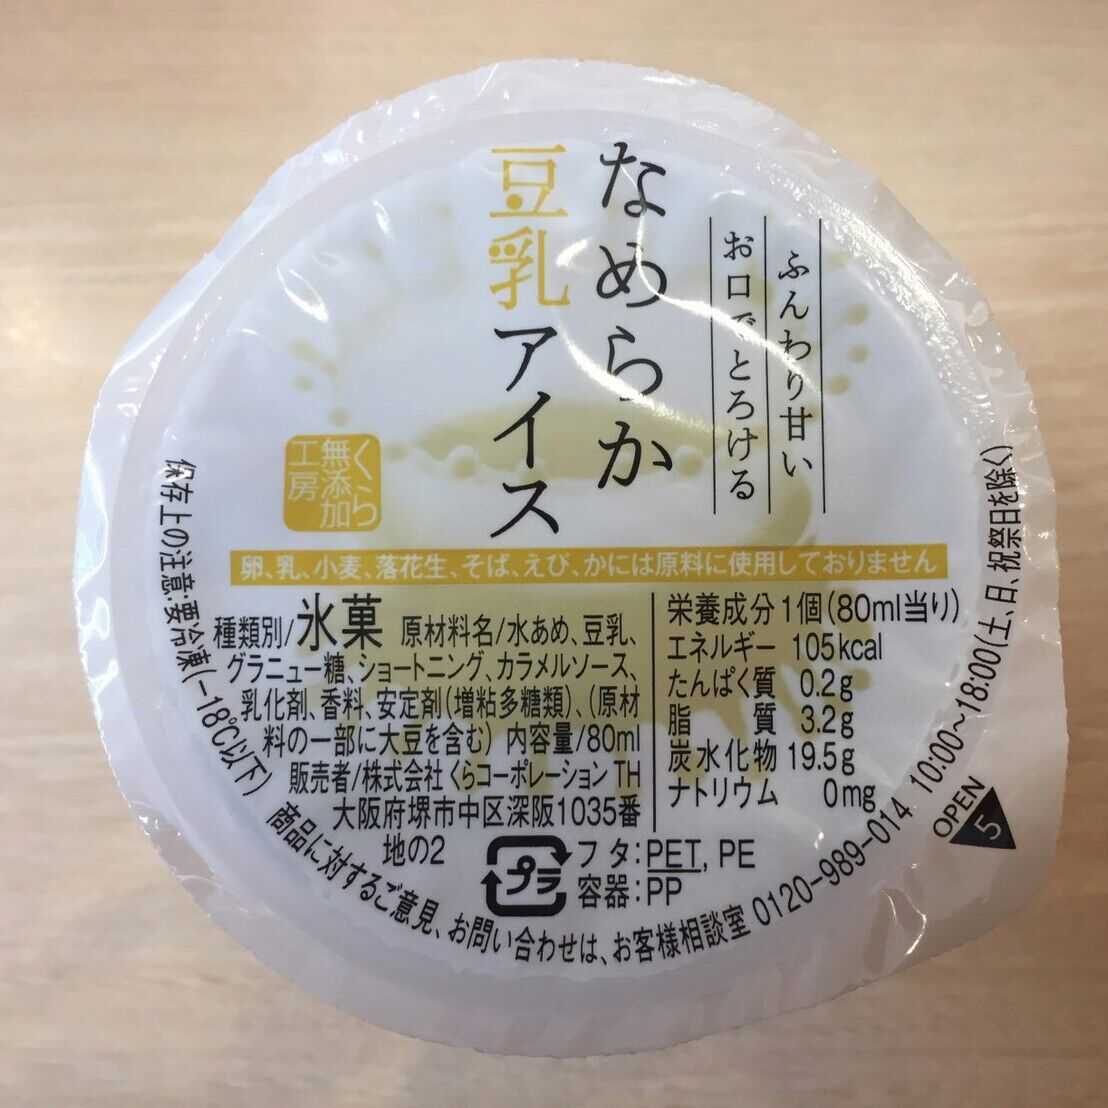 ふんわり甘い
お口でとろける
なめらか
豆乳アイス
くら
無添加
工房
卵、乳、小麦、落花生、そば、えび、かには原料に使用しておりません
種類別/氷菓 原材料名/水あめ、豆乳、
グラニュー糖、ショートニング、カラメルソース、
乳化剤、香料、安定剤(増粘多糖類)、(原材
料の一部に大豆を含む) 内容量/80ml
販売者/株式会社くらコーポレーションTH
大阪府堺市中区深阪1035番
地の2
栄養成分1個(80ml当り)
エネルギー 105kcal
たんぱく質 0.2g
脂質 3.2g
炭水化物 19.5g
ナトリウム 0mg
プラ
フタ:PET, PE
容器:PP
保存上の注意:要冷凍(-18℃以下)
商品に対するご意見、お問い合わせは、お客様相談室 0120-989-014 10:00~18:00(土、日、祝祭日を除く)
OPEN
5